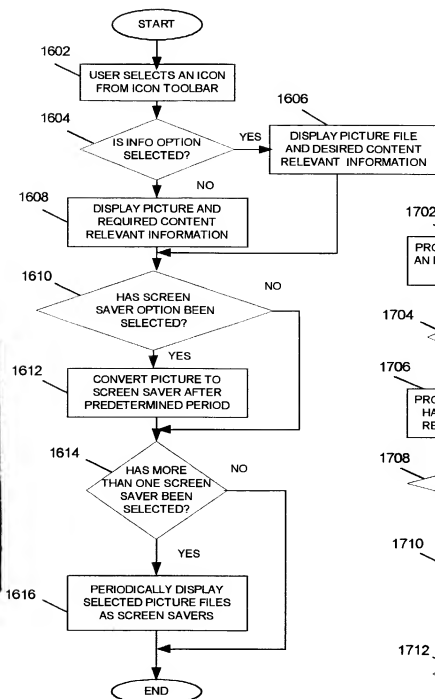 START
1602
USER SELECTS AN ICON
FROM ICON TOOLBAR
1604
IS INFO OPTION
SELECTED?
YES
1606
DISPLAY PICTURE FILE
AND DESIRED CONTENT
RELEVANT INFORMATION
NO
1608
DISPLAY PICTURE AND
REQUIRED CONTENT
RELEVANT INFORMATION
1610
HAS SCREEN
SAVER OPTION BEEN
SELECTED?
NO
YES
1612
CONVERT PICTURE TO
SCREEN SAVER AFTER
PREDETERMINED PERIOD
1614
HAS MORE
THAN ONE SCREEN
SAVER BEEN
SELECTED?
NO
YES
1616
PERIODICALLY DISPLAY
SELECTED PICTURE FILES
AS SCREEN SAVERS
END
1702
AN
1704
1706
HA
RE
1708
1710
1712